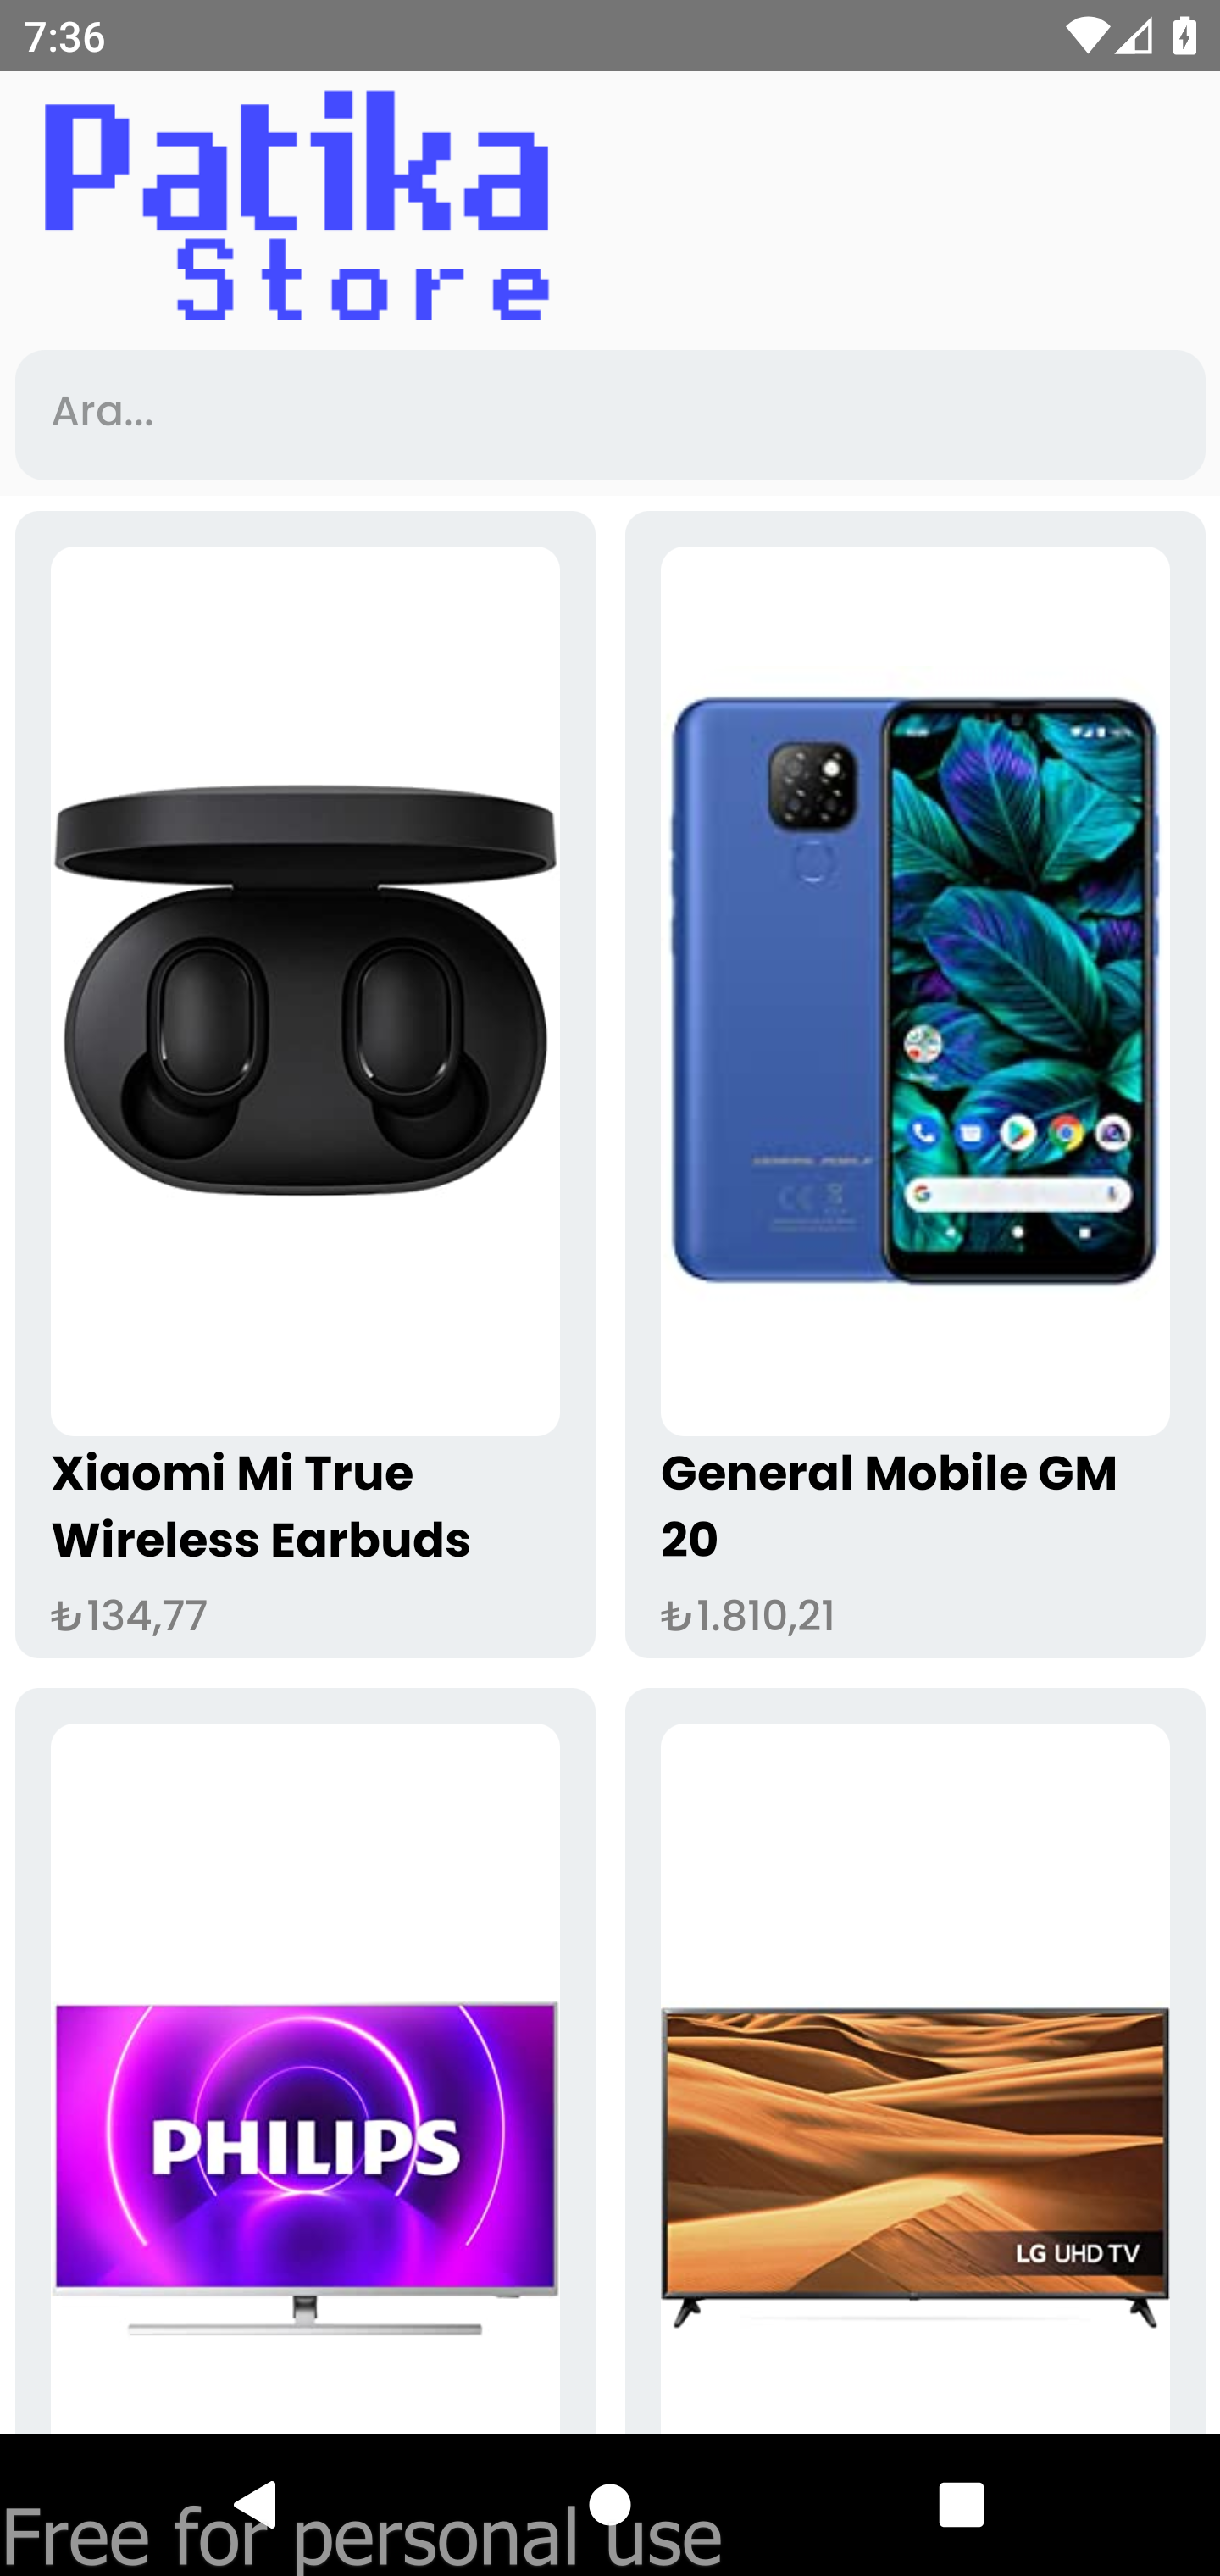 7:36
Patika
Store
Ara...
Xiaomi Mi True
Wireless Earbuds
₺134,77
General Mobile GM
20
₺1.810,21
PHILIPS
LG UHD TV
Free for personal use